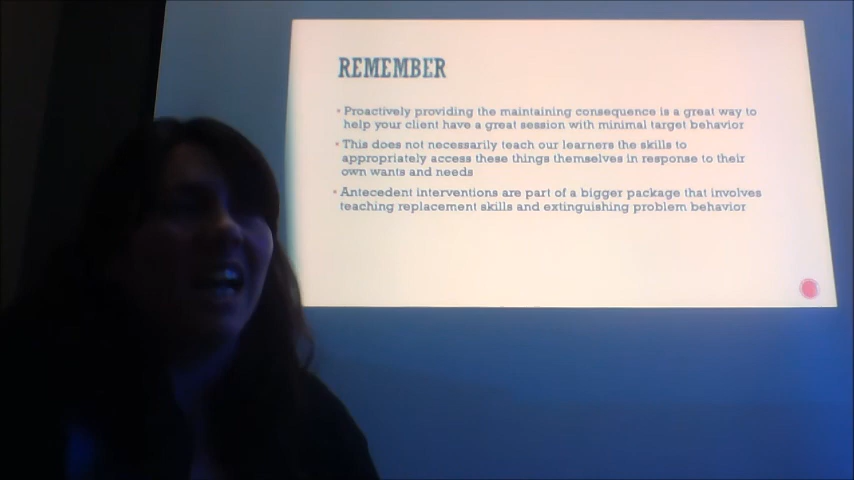 REMEMBER
• Proactively providing the maintaining consequence is a great way to
help your client have a great session with minimal target behavior
• This does not necessarily teach our learners the skills to
appropriately access these things themselves in response to their
own wants and needs
• Antecedent interventions are part of a bigger package that involves
teaching replacement skills and extinguishing problem behavior